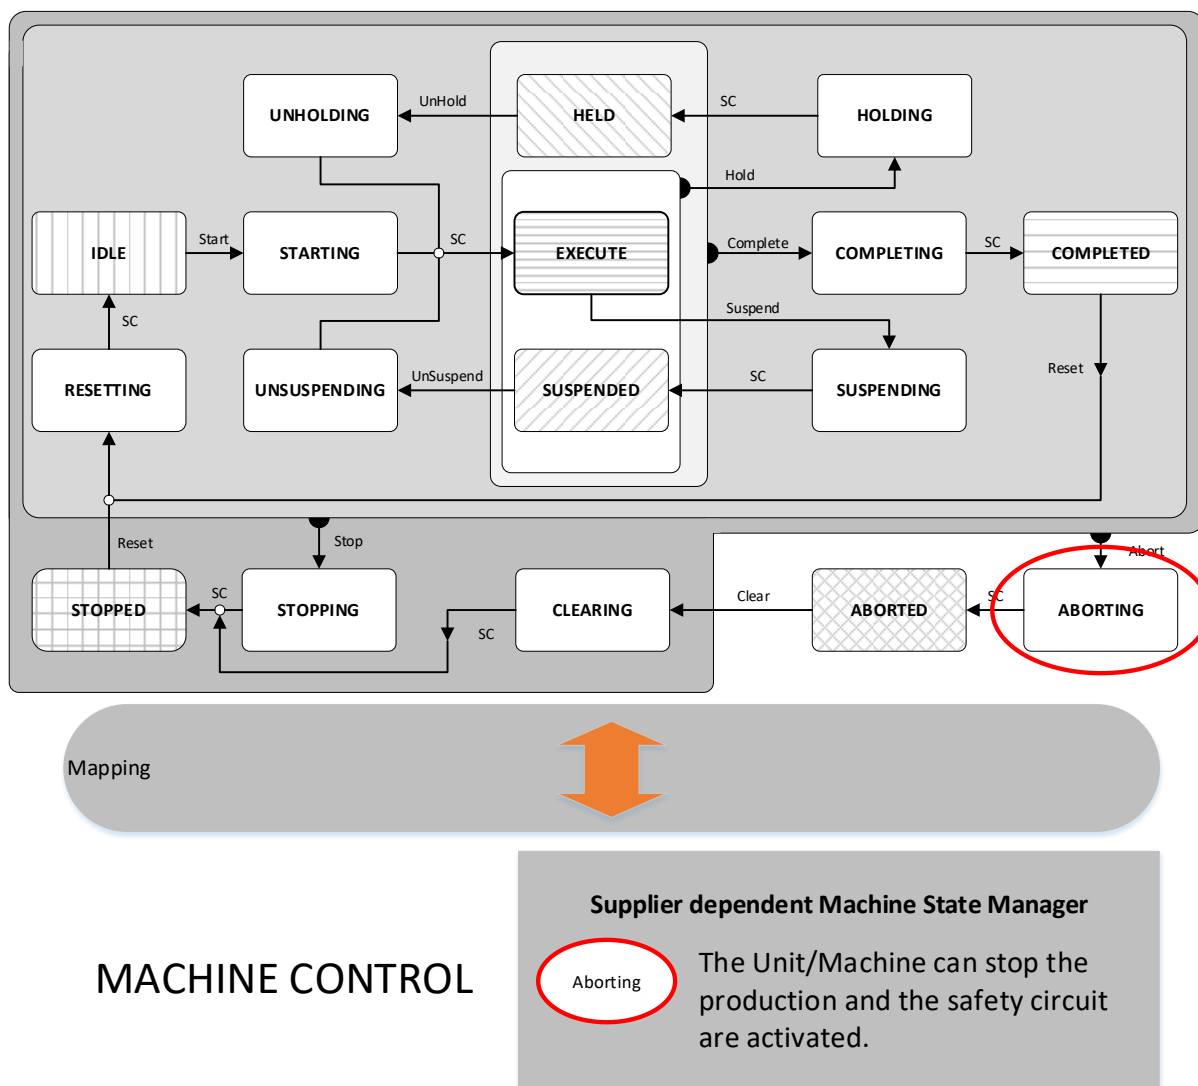 UnHold
SC
UNHOLDING
HELD
HOLDING
Hold
Start
SC
Complete
SC
IDLE
STARTING
EXECUTE
COMPLETING
COMPLETED
SC
Suspend
UnSuspend
SC
Reset
RESETTING
UNSUSPENDING
SUSPENDED
SUSPENDING
Reset
Stop
Abort
SC
Clear
SC
STOPPED
STOPPING
CLEARING
ABORTED
ABORTING
SC
Mapping
Supplier dependent Machine State Manager
MACHINE CONTROL
Aborting
The Unit/Machine can stop the
production and the safety circuit
are activated.